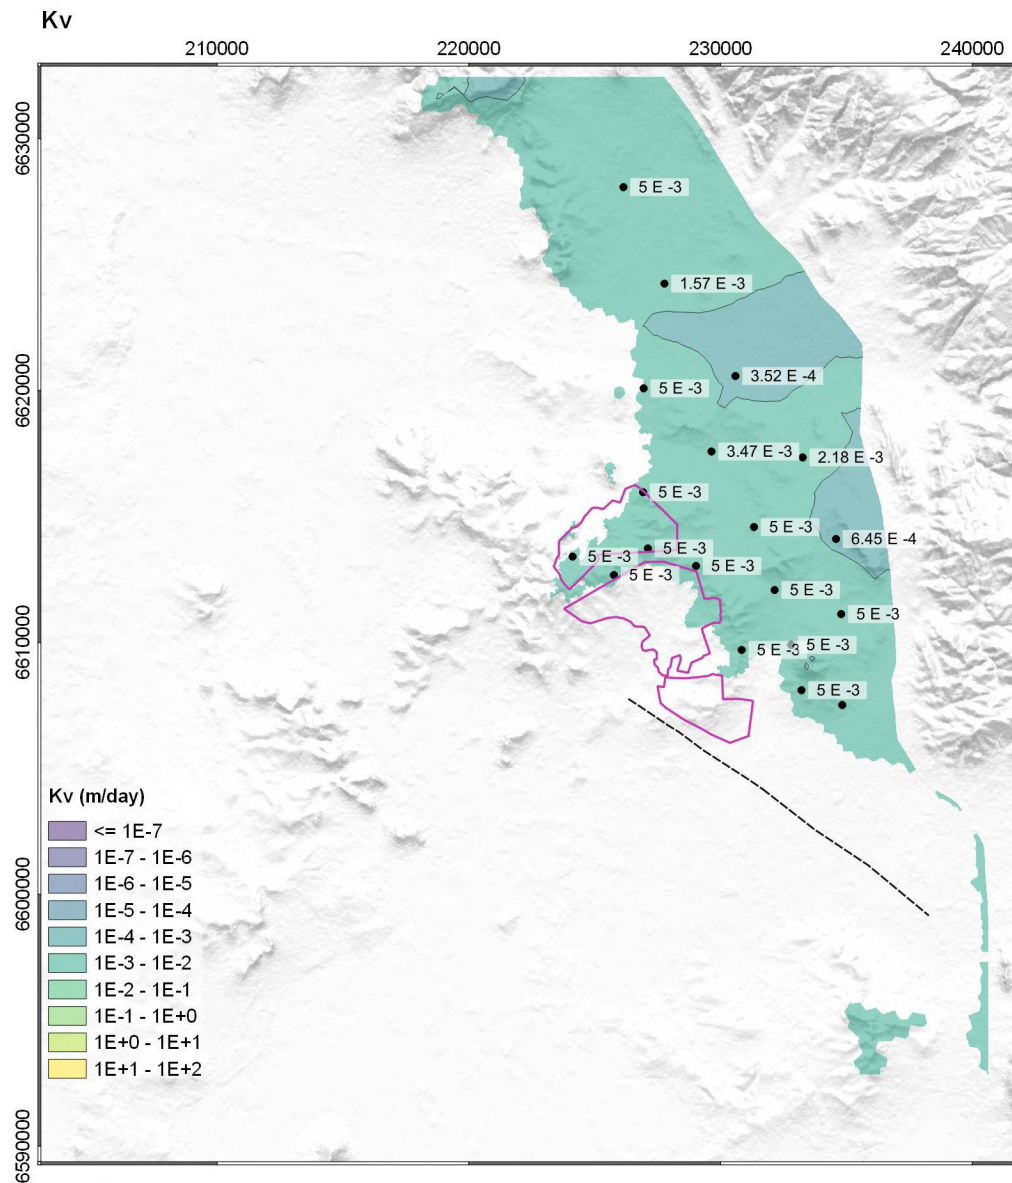 Kv
210000 220000 230000 240000
6630000
5 E -3
1.57 E -3
3.52 E -4
6620000
5 E -3
3.47 E -3
2.18 E -3
5 E -3
5 E -3
6.45 E -4
5 E -3
5 E -3
5 E -3
5 E -3
5 E -3
5 E -3
6610000
5 E -3
5 E -3
5 E -3
Kv (m/day)
<= 1E-7
1E-7 - 1E-6
1E-6 - 1E-5
1E-5 - 1E-4
1E-4 - 1E-3
1E-3 - 1E-2
1E-2 - 1E-1
1E-1 - 1E+0
1E+0 - 1E+1
1E+1 - 1E+2
6600000
6590000